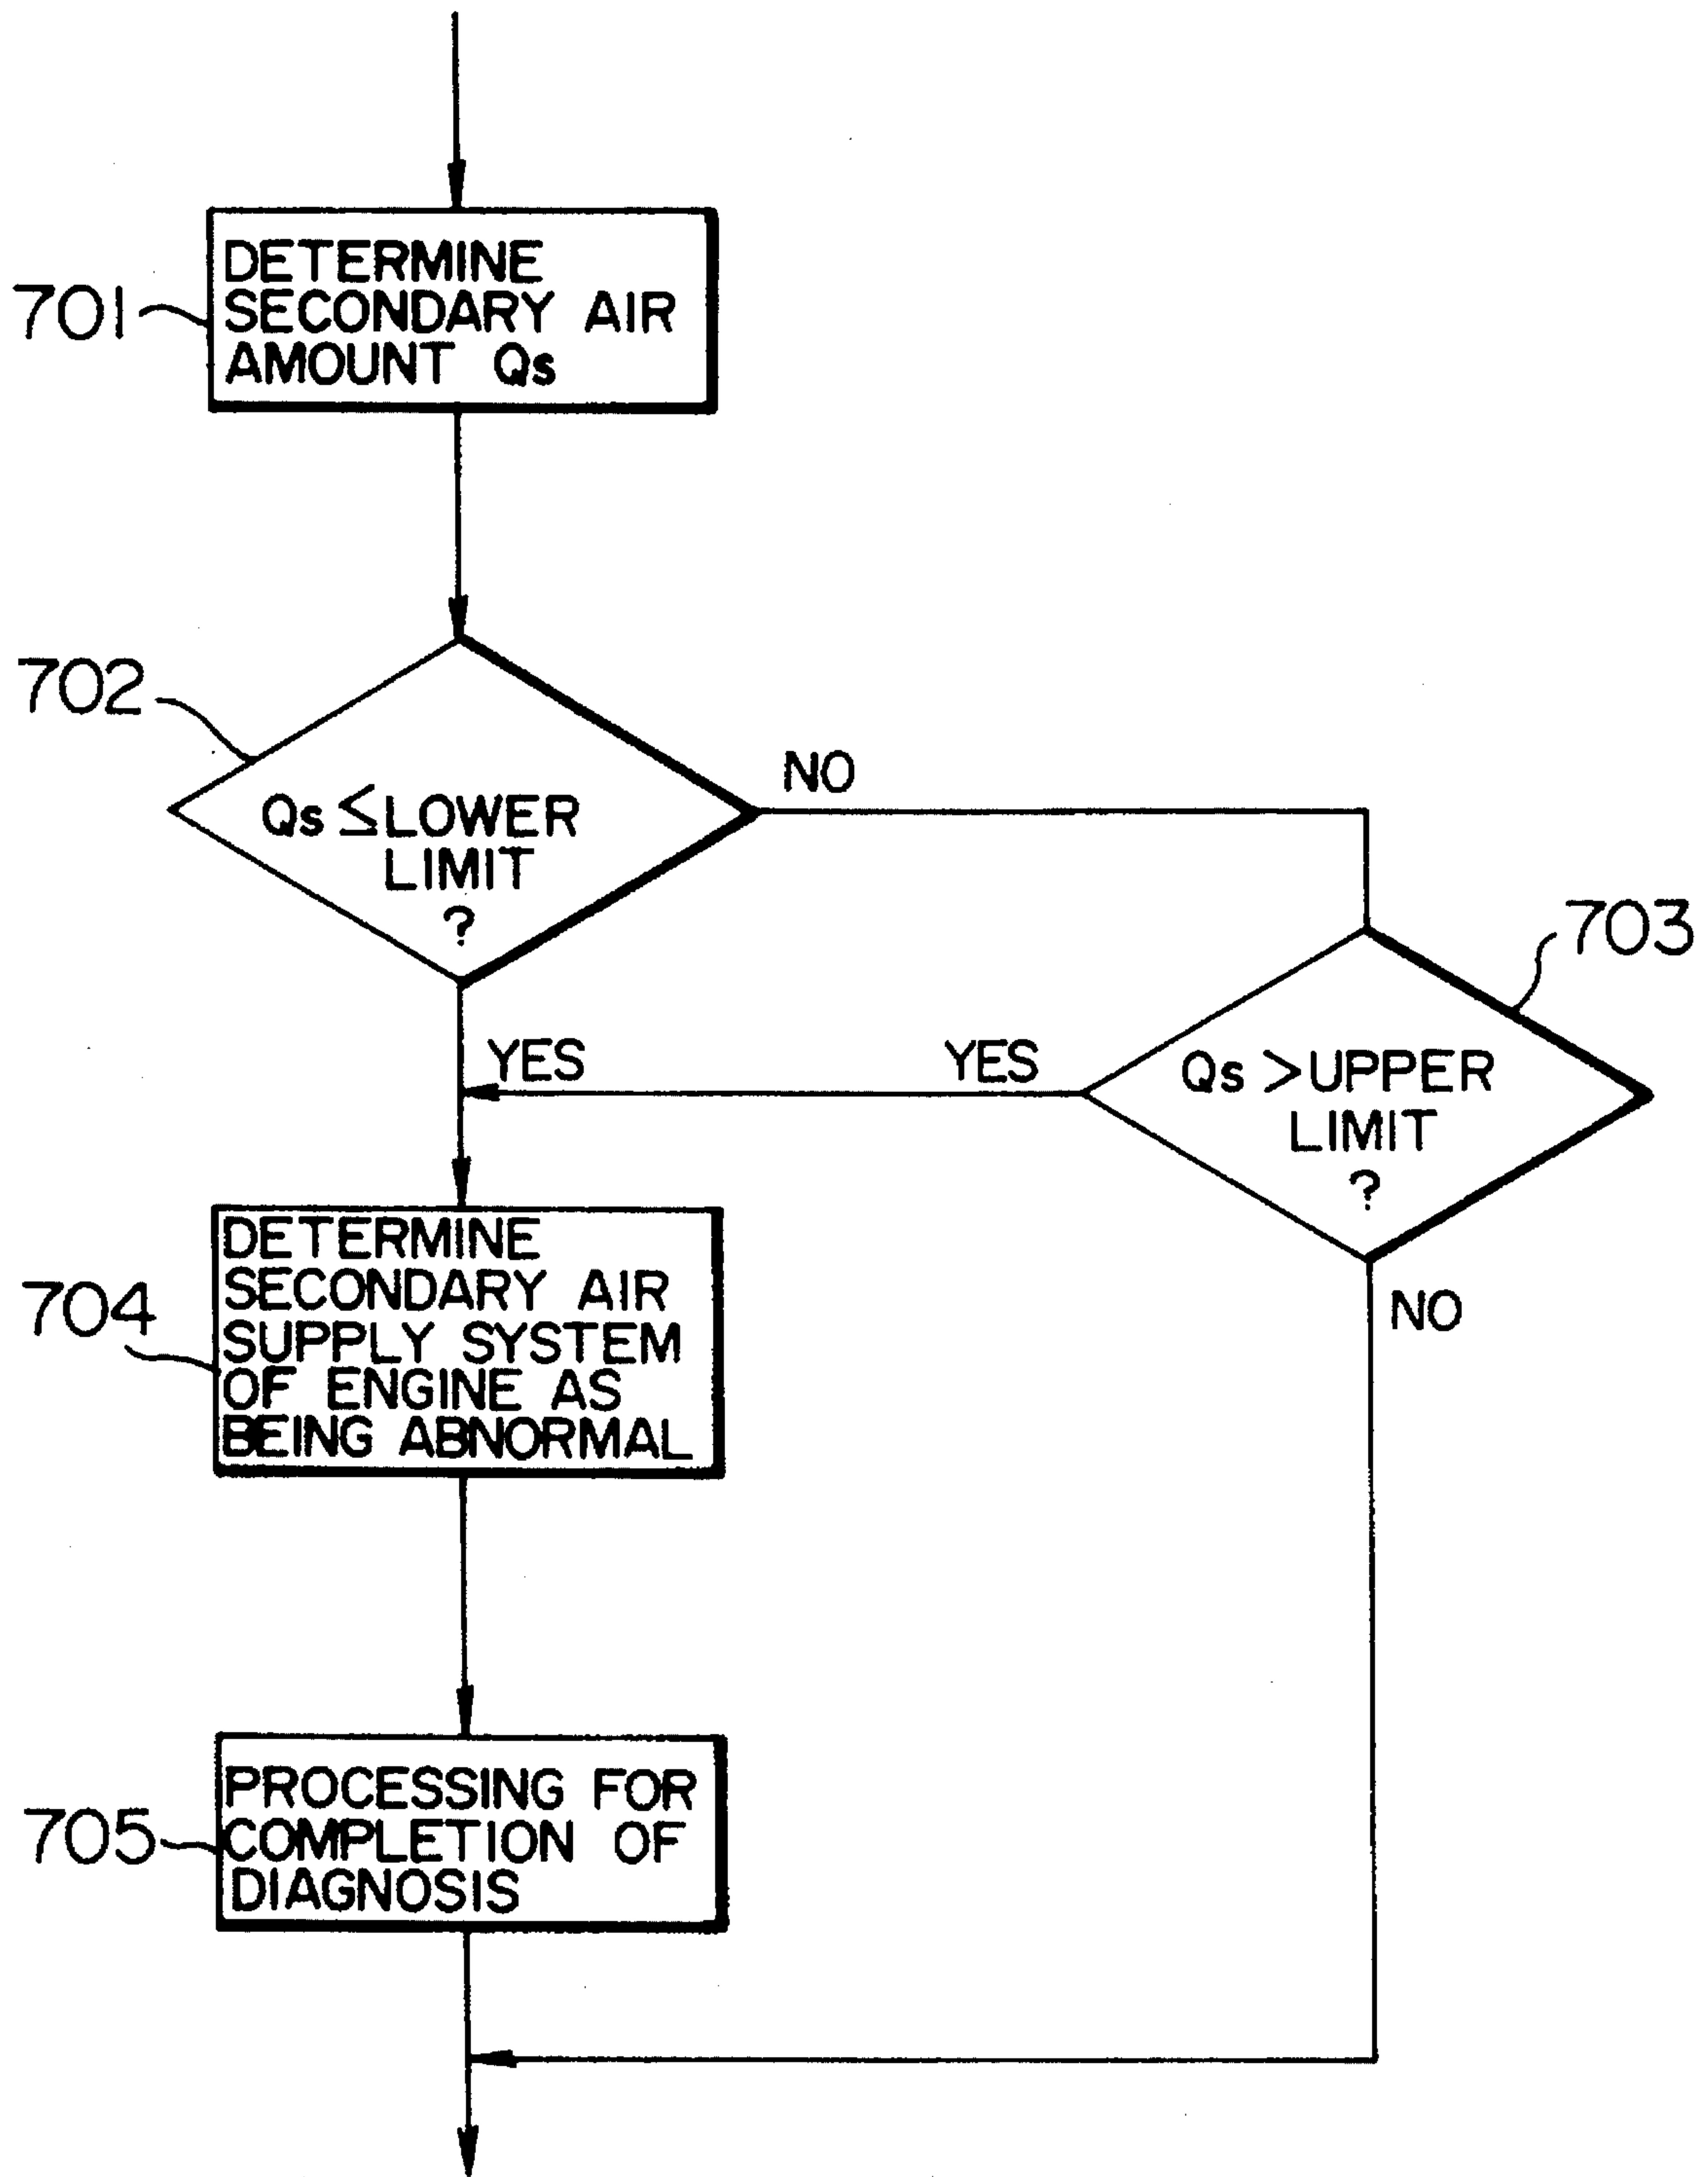 701
DETERMINE
SECONDARY AIR
AMOUNT Qs
702
Qs ≤ LOWER
LIMIT
?
NO
YES
703
Qs > UPPER
LIMIT
?
YES
NO
704
DETERMINE
SECONDARY AIR
SUPPLY SYSTEM
OF ENGINE AS
BEING ABNORMAL
705
PROCESSING FOR
COMPLETION OF
DIAGNOSIS